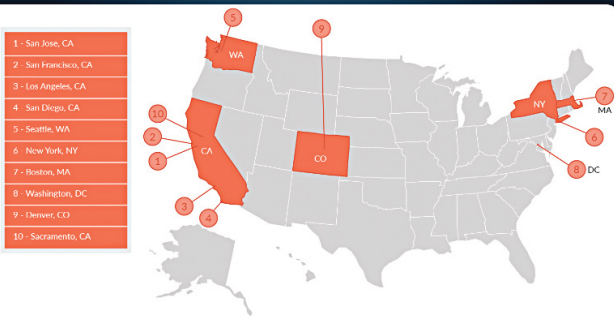 1 - San Jose, CA
2 - San Francisco, CA
3 - Los Angeles, CA
4 - San Diego, CA
5 - Seattle, WA
6 - New York, NY
7 - Boston, MA
8 - Washington, DC
9 - Denver, CO
10 - Sacramento, CA
5
9
WA
10
2
1
CA
CO
NY
7
MA
6
8 DC
3
4